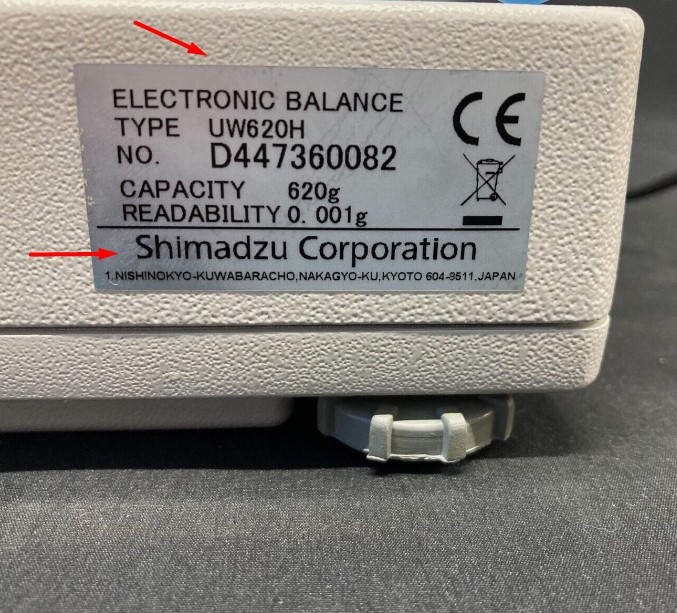 ELECTRONIC BALANCE
TYPE UW620H
NO. D447360082
CAPACITY 620g
READABILITY 0.001g
Shimadzu Corporation
1,NISHINOKYO-KUWABARACHO,NAKAGYO-KU,KYOTO 604-8511,JAPAN
CE